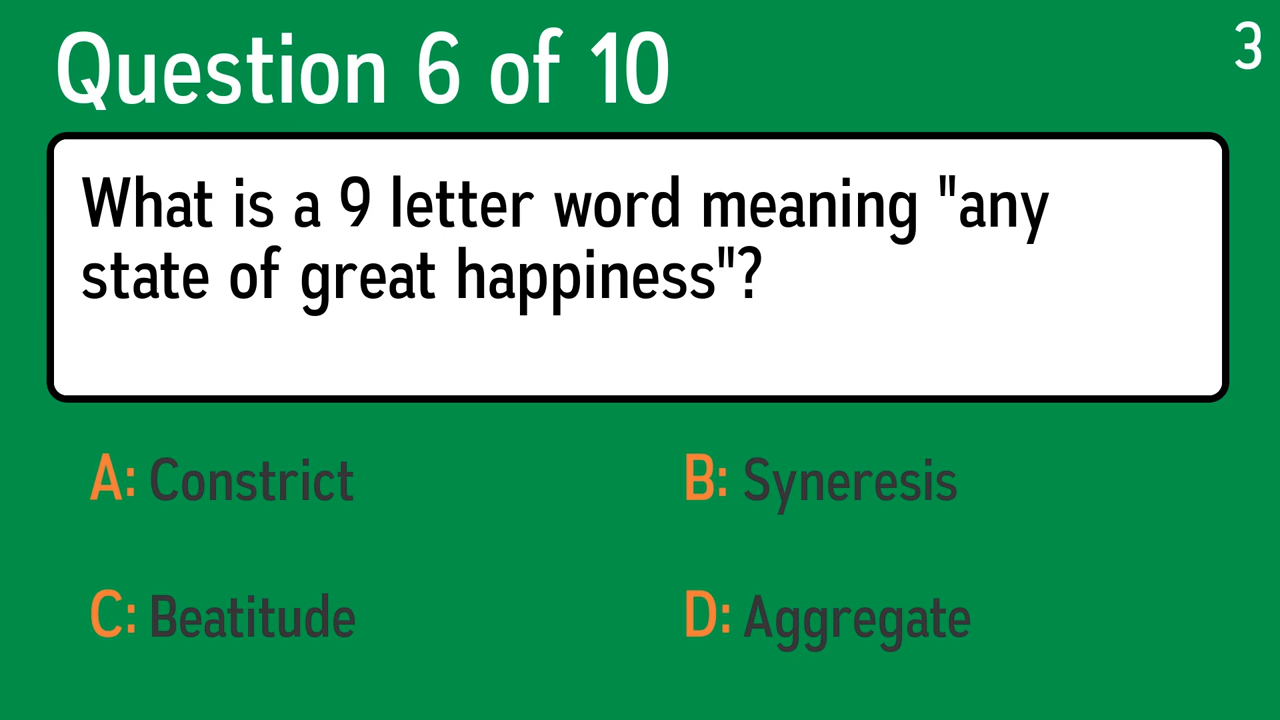 Question 6 of 10
3
What is a 9 letter word meaning "any
state of great happiness"?
A: Constrict
B: Syneresis
C: Beatitude
D: Aggregate